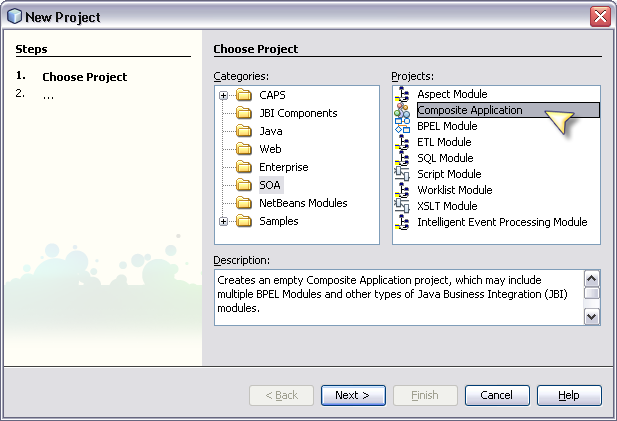 New Project
Steps
Choose Project
1. Choose Project
2. ...
Categories:
CAPS
JBI Components
Java
Web
Enterprise
SOA
NetBeans Modules
Samples
Projects:
Aspect Module
Composite Application
BPEL Module
ETL Module
SQL Module
Script Module
Worklist Module
XSLT Module
Intelligent Event Processing Module
Description:
Creates an empty Composite Application project, which may include
multiple BPEL Modules and other types of Java Business Integration (JBI)
modules.
< Back
Next >
Finish
Cancel
Help